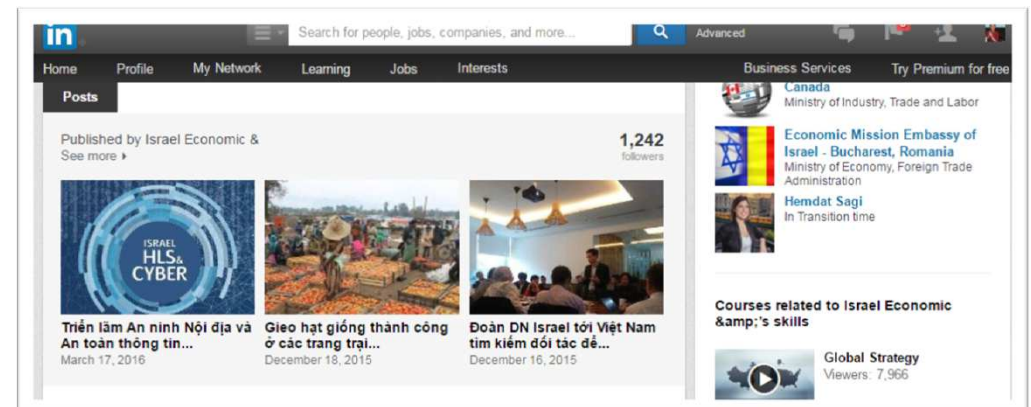 in
Search for people, jobs, companies, and more...
Advanced
Home Profile My Network Learning Jobs Interests Business Services Try Premium for free
Posts
Published by Israel Economic &
See more
1,242
followers
ISRAEL
HLS&
CYBER
Triển lãm An ninh Nội địa và
An toàn thông tin...
March 17, 2016
Gieo hạt giống thành công
ở các trang trại...
December 18, 2015
Đoàn DN Israel tới Việt Nam
tìm kiếm đối tác để...
December 16, 2015
Canada
Ministry of Industry, Trade and Labor
Economic Mission Embassy of
Israel - Bucharest, Romania
Ministry of Economy, Foreign Trade
Administration
Hemdat Sagi
In Transition time
Courses related to Israel Economic
&amp;'s skills
Global Strategy
Viewers: 7,966